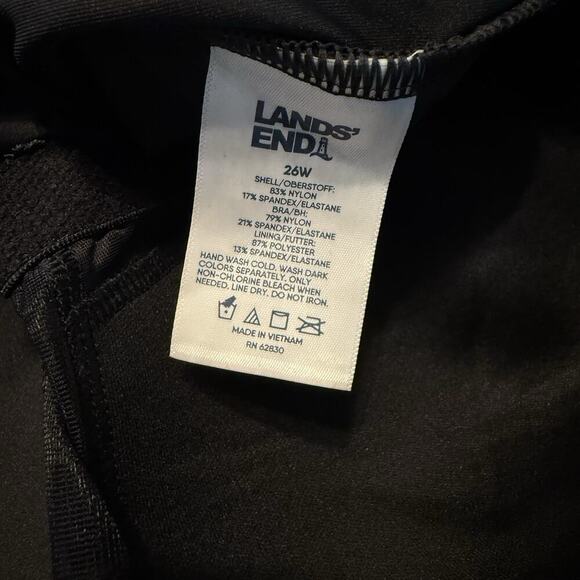 LANDS'
END
26W
SHELL/OBERSTOFF:
83% NYLON
17% SPANDEX/ELASTANE
BRA/BH:
79% NYLON
21% SPANDEX/ELASTANE
LINING/FUTTER:
87% POLYESTER
13% SPANDEX/ELASTANE
HAND WASH COLD. WASH DARK
COLORS SEPARATELY. ONLY
NON-CHLORINE BLEACH WHEN
NEEDED. LINE DRY. DO NOT IRON.
MADE IN VIETNAM
RN 62830